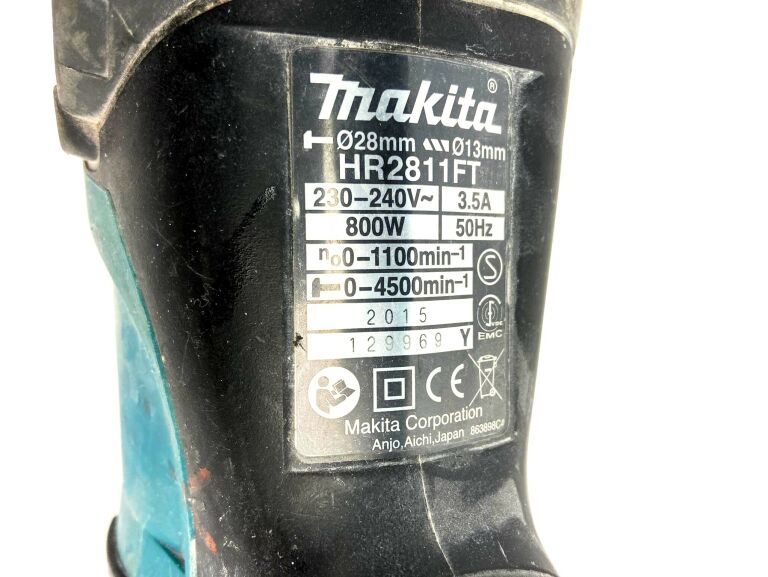 makita®
Ø28mm Ø13mm
HR2811FT
230-240V~ 3.5A
800W 50Hz
n₀0-1100min⁻¹
0-4500min⁻¹
S
2015
129969 Y
EMC
CE
Makita Corporation
Anjo,Aichi,Japan 863898C4